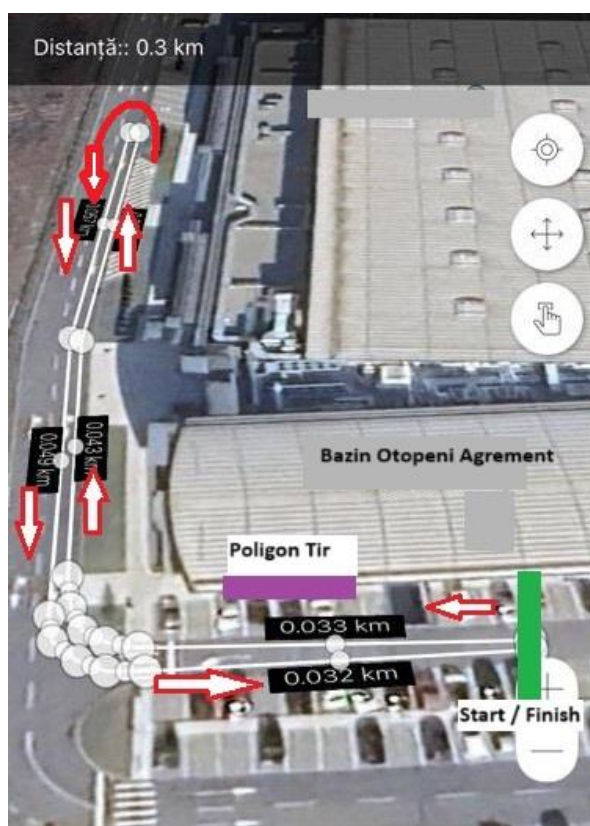 Distanță:: 0.3 km
0.049 km
0.043 km
Bazin Otopeni Agrement
Poligon Tir
0.033 km
0.032 km
Start / Finish